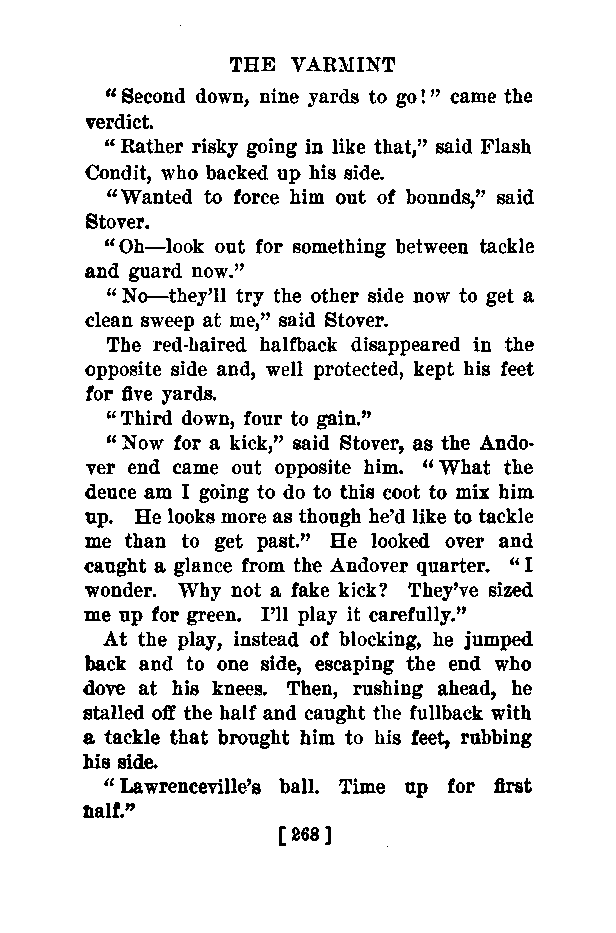 THE VARMINT
“Second down, nine yards to go!” came the
verdict.
“Rather risky going in like that,” said Flash
Condit, who backed up his side.
“Wanted to force him out of bounds,” said
Stover.
“Oh—look out for something between tackle
and guard now.”
“No—they’ll try the other side now to get a
clean sweep at me,” said Stover.
The red-haired halfback disappeared in the
opposite side and, well protected, kept his feet
for five yards.
“Third down, four to gain.”
“Now for a kick,” said Stover, as the Ando-
ver end came out opposite him. “What the
deuce am I going to do to this coot to mix him
up. He looks more as though he’d like to tackle
me than to get past.” He looked over and
caught a glance from the Andover quarter. “I
wonder. Why not a fake kick? They’ve sized
me up for green. I’ll play it carefully.”
At the play, instead of blocking, he jumped
back and to one side, escaping the end who
dove at his knees. Then, rushing ahead, he
stalled off the half and caught the fullback with
a tackle that brought him to his feet, rubbing
his side.
“Lawrenceville’s ball. Time up for first
half.”
[268]